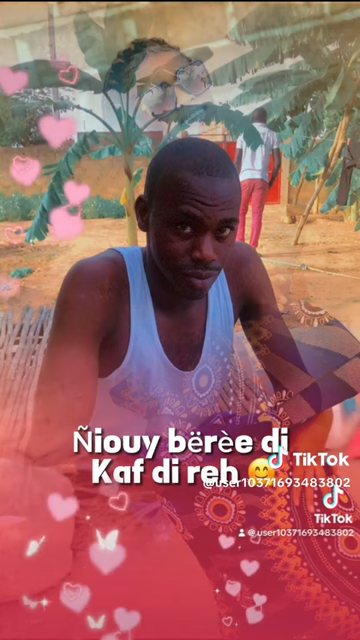 Ñiouy bërèe di
Kaf di reh 😊
TikTok
@user10371693483802
TikTok
@user10371693483802